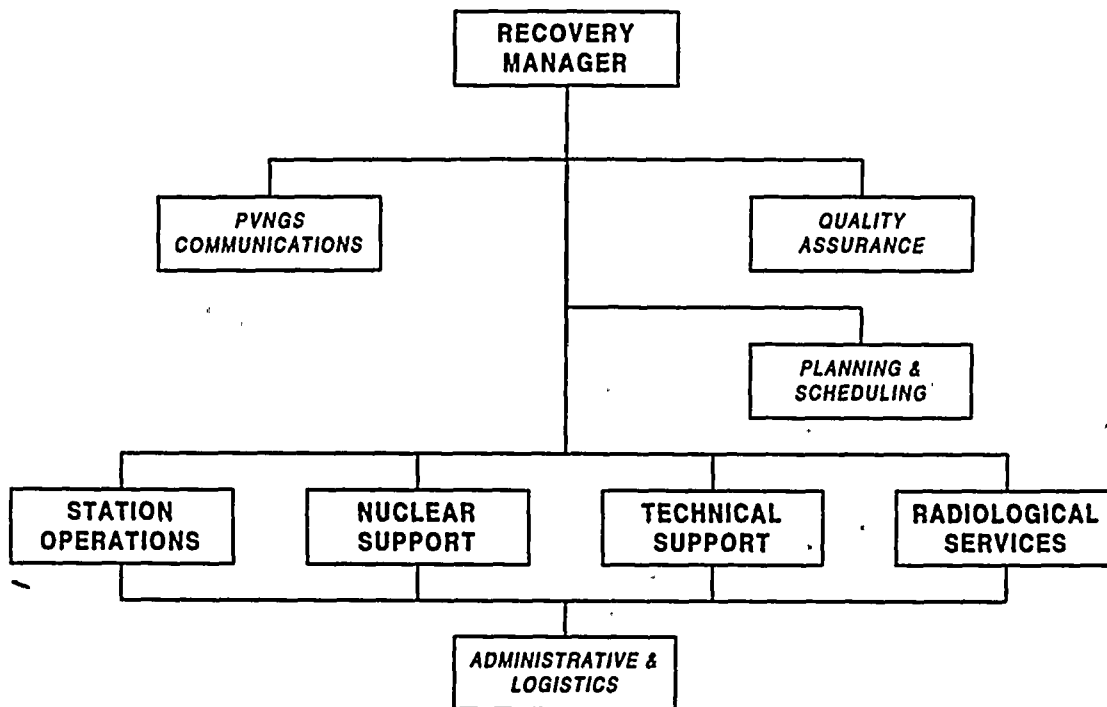 RECOVERY
MANAGER
PVNGS
COMMUNICATIONS
QUALITY
ASSURANCE
PLANNING &
SCHEDULING
STATION
OPERATIONS
NUCLEAR
SUPPORT
TECHNICAL
SUPPORT
RADIOLOGICAL
SERVICES
ADMINISTRATIVE &
LOGISTICS